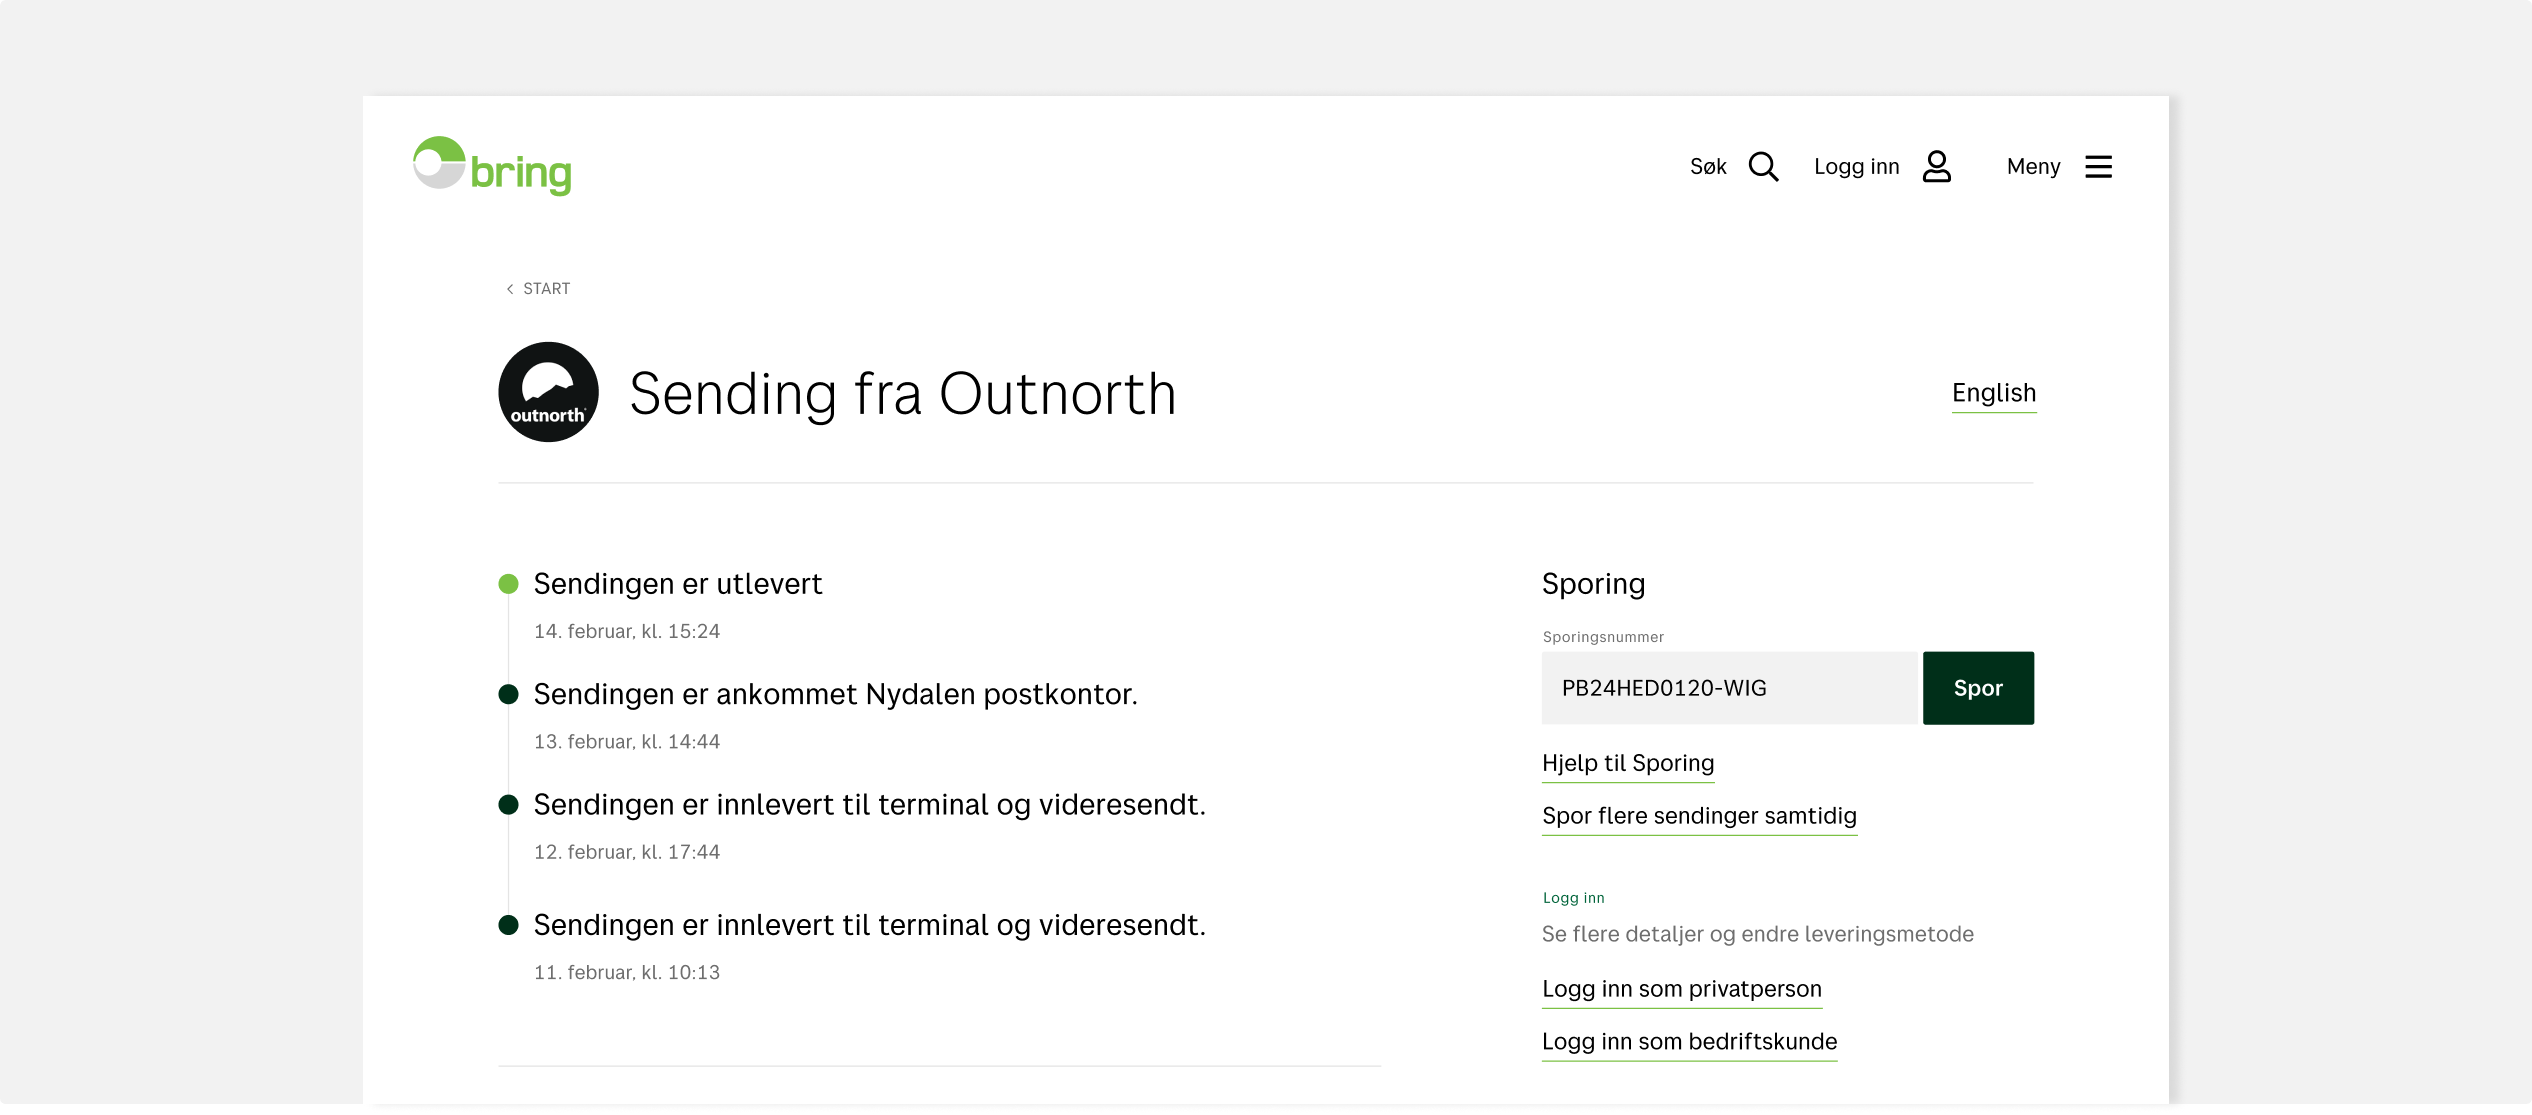 bring
Søk
Logg inn
Meny
START
outnorth
Sending fra Outnorth
English
Sendingen er utlevert
14. februar, kl. 15:24
Sendingen er ankommet Nydalen postkontor.
13. februar, kl. 14:44
Sendingen er innlevert til terminal og videresendt.
12. februar, kl. 17:44
Sendingen er innlevert til terminal og videresendt.
11. februar, kl. 10:13
Sporing
Sporingsnummer
PB24HED0120-WIG
Spor
Hjelp til Sporing
Spor flere sendinger samtidig
Logg inn
Se flere detaljer og endre leveringsmetode
Logg inn som privatperson
Logg inn som bedriftskunde